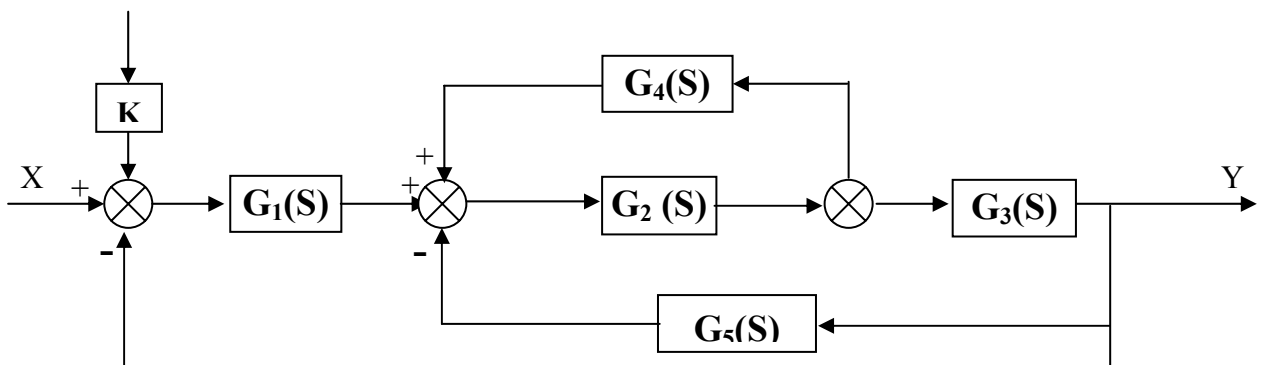 G₄(S)
K
X + G₁(S) + + G₂ (S) G₃(S) Y
- -
G₅(S)